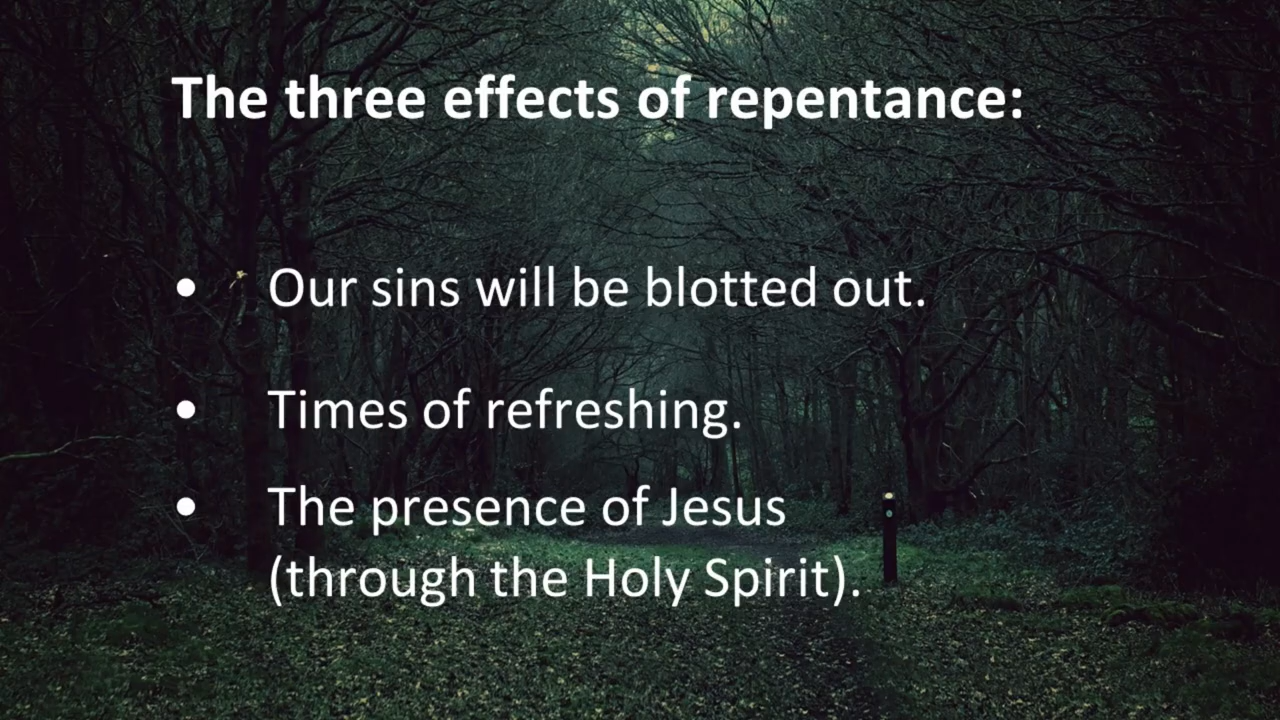 The three effects of repentance:
• Our sins will be blotted out.
• Times of refreshing.
• The presence of Jesus
(through the Holy Spirit).